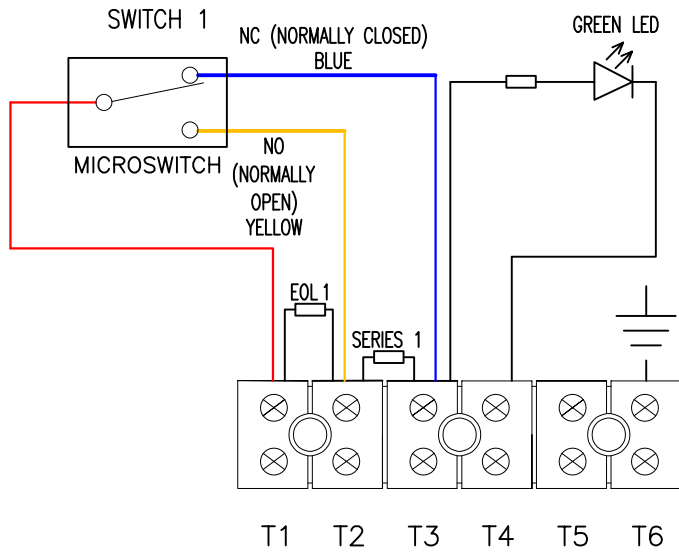 SWITCH 1
NC (NORMALLY CLOSED)
BLUE
GREEN LED
MICROSWITCH
NO
(NORMALLY
OPEN)
YELLOW
EOL 1
SERIES 1
T1 T2 T3 T4 T5 T6